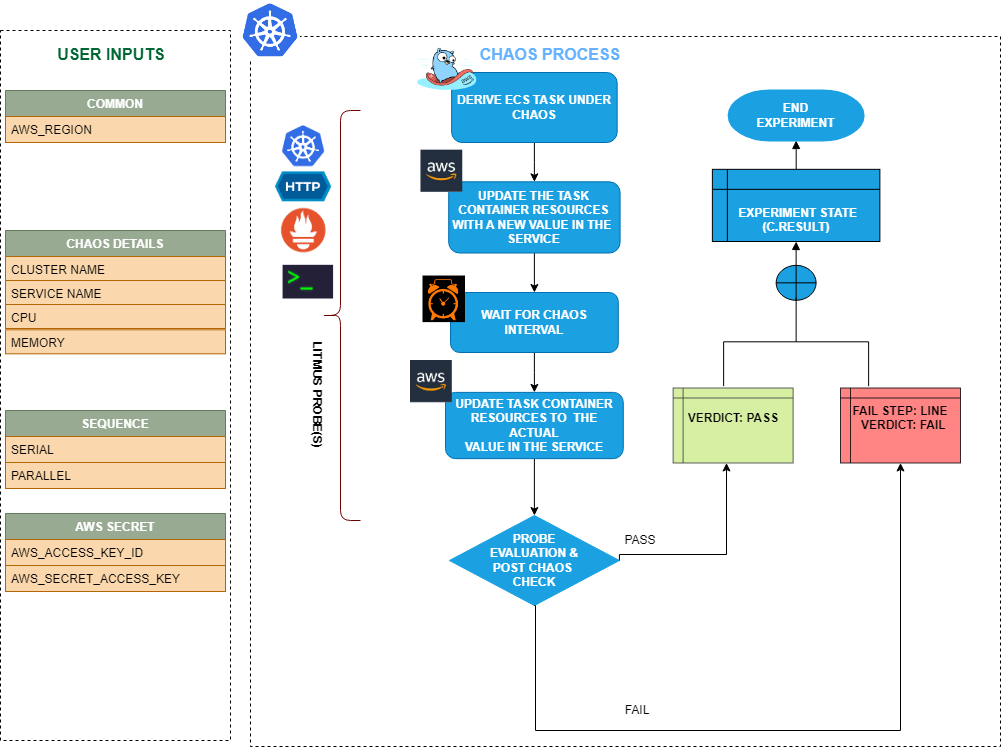 USER INPUTS
COMMON
AWS_REGION
CHAOS DETAILS
CLUSTER NAME
SERVICE NAME
CPU
MEMORY
SEQUENCE
SERIAL
PARALLEL
AWS SECRET
AWS_ACCESS_KEY_ID
AWS_SECRET_ACCESS_KEY
CHAOS PROCESS
HTTP
>_
LITMUS PROBE(S)
DERIVE ECS TASK UNDER
CHAOS
aws
UPDATE THE TASK
CONTAINER RESOURCES
WITH A NEW VALUE IN THE
SERVICE
WAIT FOR CHAOS
INTERVAL
aws
UPDATE TASK CONTAINER
RESOURCES TO THE
ACTUAL
VALUE IN THE SERVICE
PROBE
EVALUATION &
POST CHAOS
CHECK
PASS
FAIL
VERDICT: PASS
FAIL STEP: LINE
VERDICT: FAIL
EXPERIMENT STATE
(C.RESULT)
END
EXPERIMENT